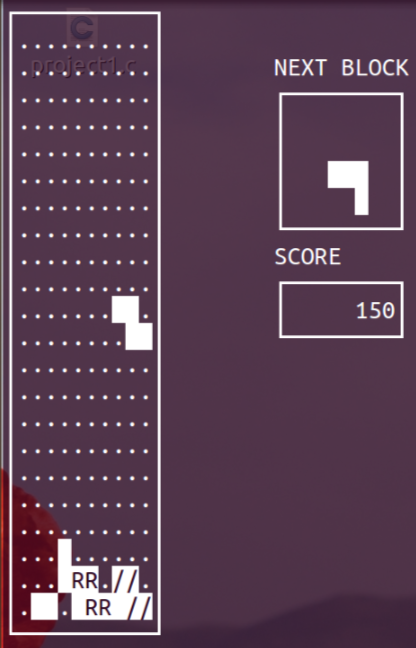 C
project1.c
NEXT BLOCK
SCORE
150
RR //
RR //